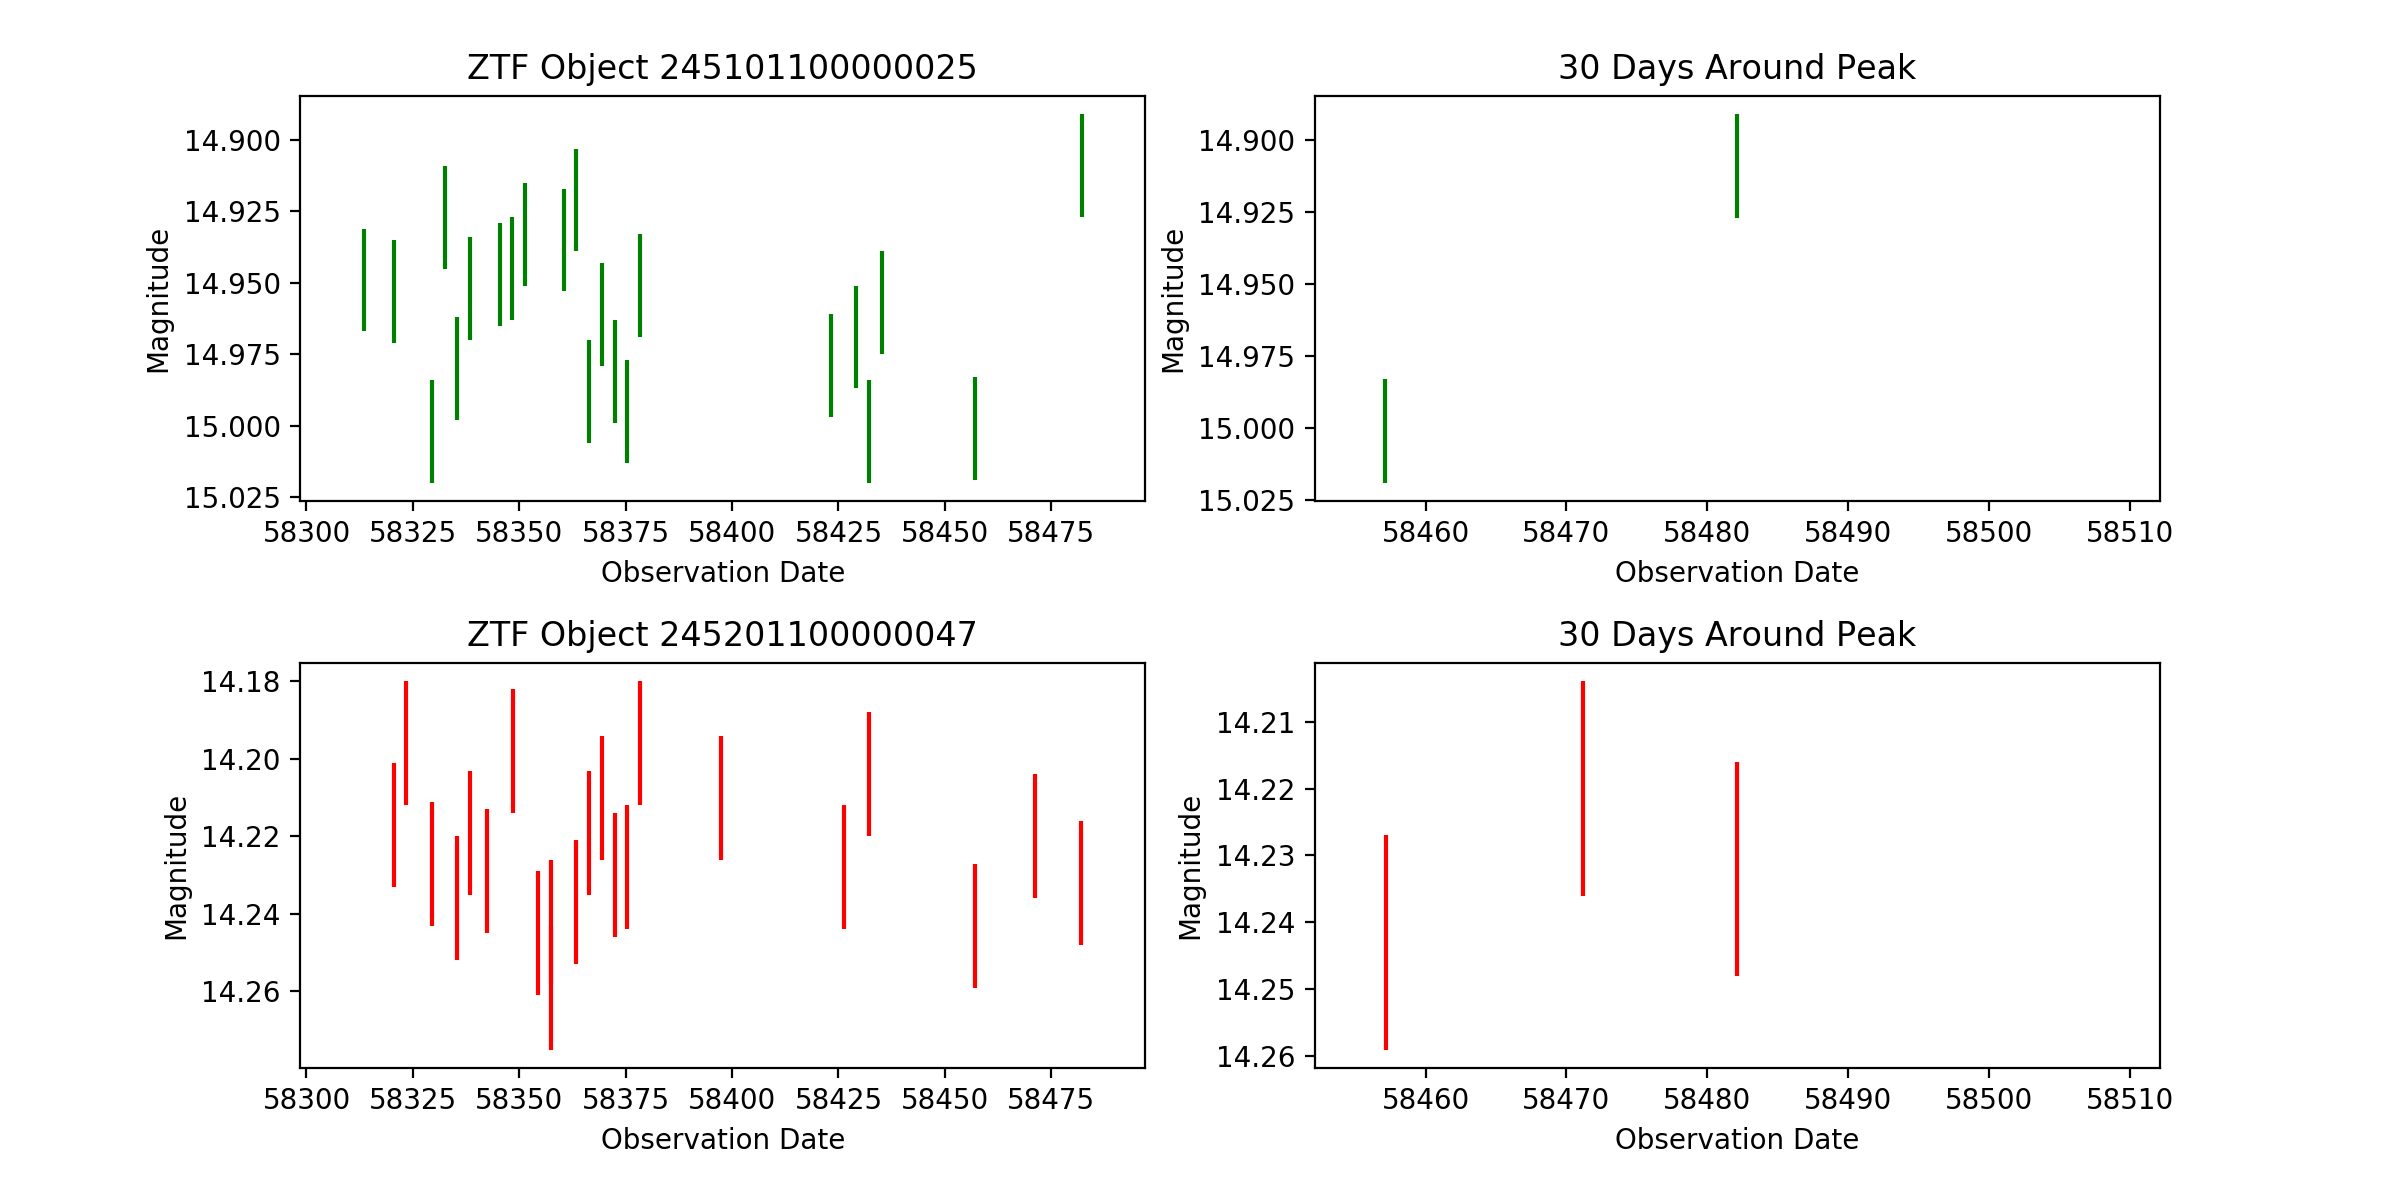 ZTF Object 245101100000025
14.900
14.925
14.950
14.975
15.000
15.025
Magnitude
58300 58325 58350 58375 58400 58425 58450 58475
Observation Date
30 Days Around Peak
14.900
14.925
14.950
14.975
15.000
15.025
Magnitude
58460 58470 58480 58490 58500 58510
Observation Date
ZTF Object 245201100000047
14.18
14.20
14.22
14.24
14.26
Magnitude
58300 58325 58350 58375 58400 58425 58450 58475
Observation Date
30 Days Around Peak
14.21
14.22
14.23
14.24
14.25
14.26
Magnitude
58460 58470 58480 58490 58500 58510
Observation Date